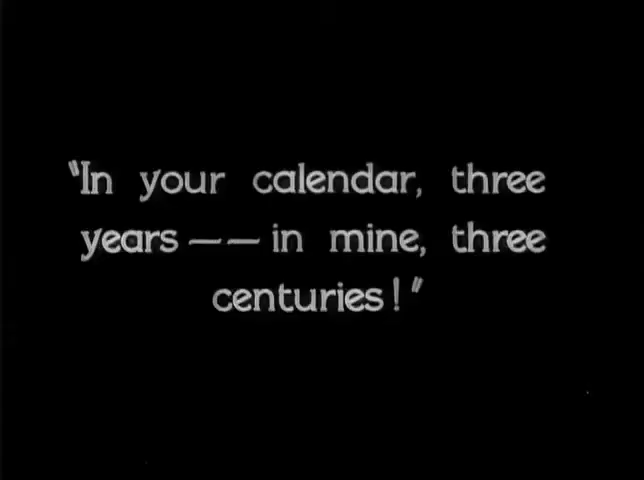 "In your calendar, three
years -- in mine, three
centuries!"